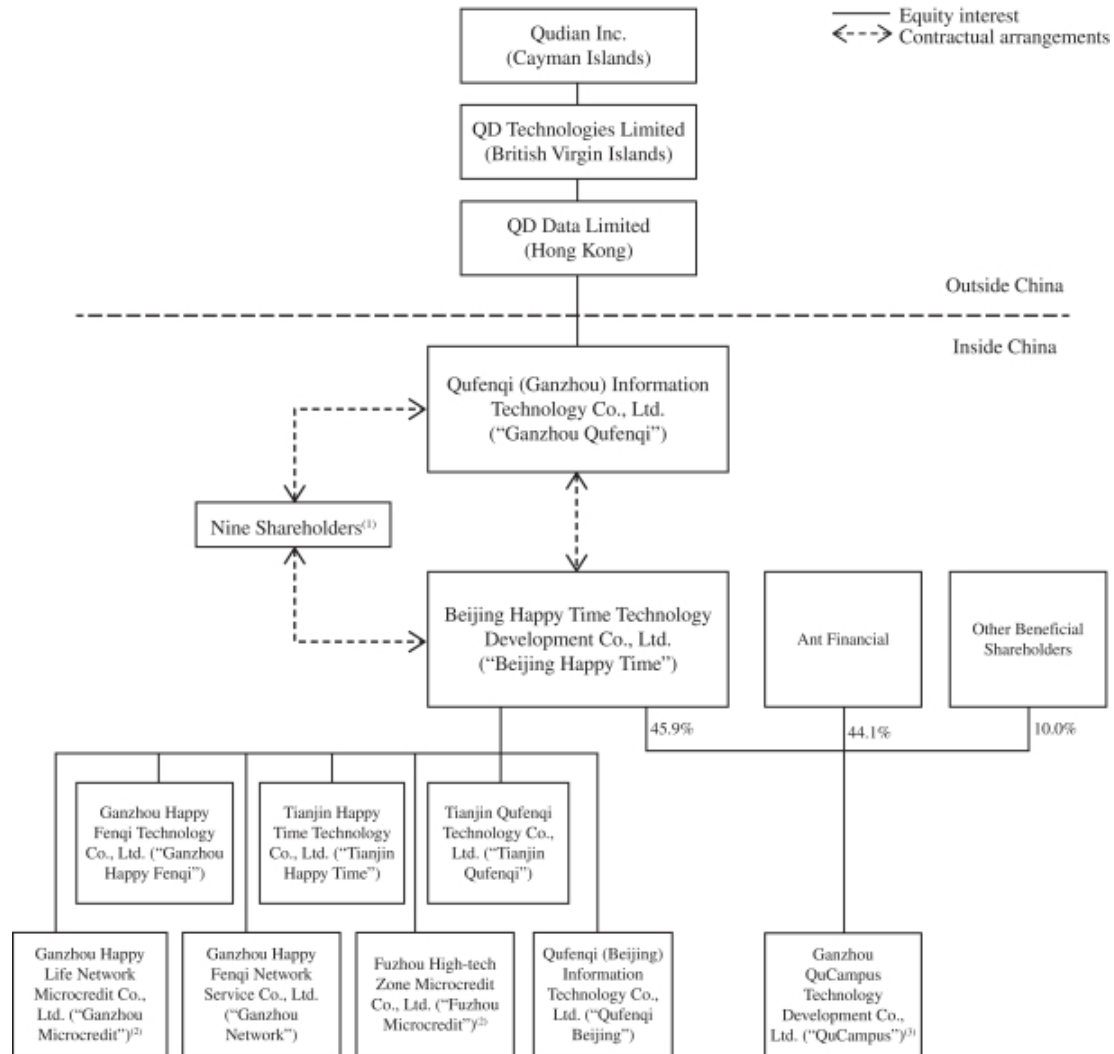 Equity interest
Contractual arrangements
Qudian Inc.
(Cayman Islands)
QD Technologies Limited
(British Virgin Islands)
QD Data Limited
(Hong Kong)
Outside China
Inside China
Qufenqi (Ganzhou) Information
Technology Co., Ltd.
(“Ganzhou Qufenqi”)
Nine Shareholders(1)
Beijing Happy Time Technology
Development Co., Ltd.
(“Beijing Happy Time”)
Ant Financial
Other Beneficial
Shareholders
45.9%
44.1%
10.0%
Ganzhou Happy
Fenqi Technology
Co., Ltd. (“Ganzhou
Happy Fenqi”)
Tianjin Happy
Time Technology
Co., Ltd. (“Tianjin
Happy Time”)
Tianjin Qufenqi
Technology Co.,
Ltd. (“Tianjin
Qufenqi”)
Ganzhou Happy
Life Network
Microcredit Co.,
Ltd. (“Ganzhou
Microcredit”)(2)
Ganzhou Happy
Fenqi Network
Service Co., Ltd.
(“Ganzhou
Network”)
Fuzhou High-tech
Zone Microcredit
Co., Ltd. (“Fuzhou
Microcredit”)(2)
Qufenqi (Beijing)
Information
Technology Co.,
Ltd. (“Qufenqi
Beijing”)
Ganzhou
QuCampus
Technology
Development Co.,
Ltd. (“QuCampus”)(3)